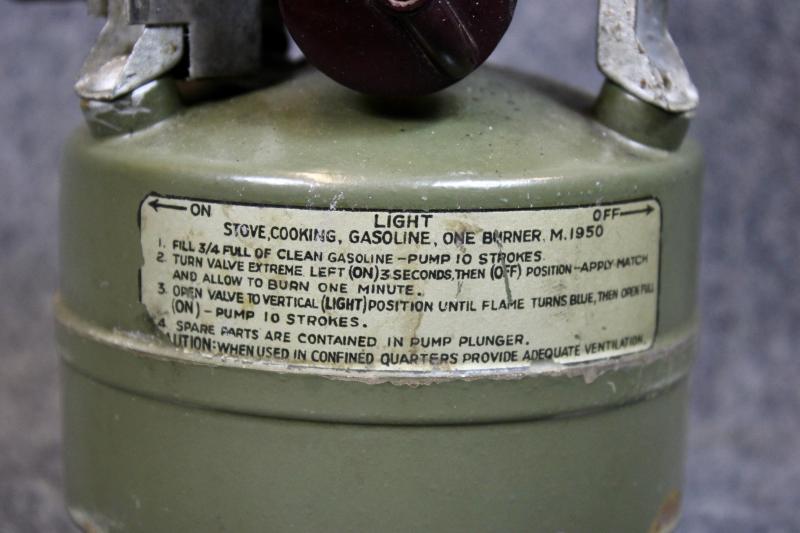 ON LIGHT OFF
STOVE, COOKING, GASOLINE, ONE BURNER, M.1950
1. FILL 3/4 FULL OF CLEAN GASOLINE - PUMP 10 STROKES.
2. TURN VALVE EXTREME LEFT (ON) 3 SECONDS, THEN (OFF) POSITION - APPLY MATCH
AND ALLOW TO BURN ONE MINUTE.
3. OPEN VALVE TO VERTICAL (LIGHT) POSITION UNTIL FLAME TURNS BLUE, THEN OPEN FULL
(ON) - PUMP 10 STROKES.
4. SPARE PARTS ARE CONTAINED IN PUMP PLUNGER.
CAUTION: WHEN USED IN CONFINED QUARTERS PROVIDE ADEQUATE VENTILATION.